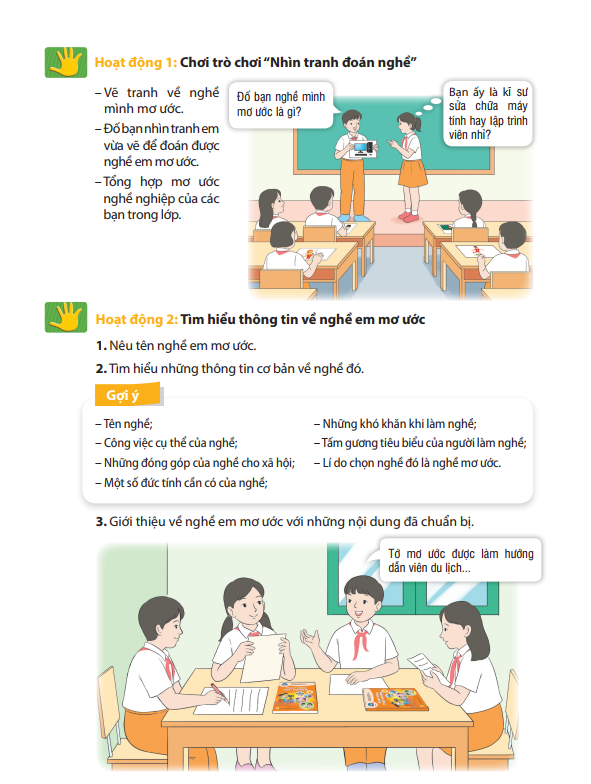 Hoạt động 1: Chơi trò chơi “Nhìn tranh đoán nghề”
– Vẽ tranh về nghề
mình mơ ước.
– Đố bạn nhìn tranh em
vừa vẽ để đoán được
nghề em mơ ước.
– Tổng hợp mơ ước
nghề nghiệp của các
bạn trong lớp.
Đố bạn nghề mình
mơ ước là gì?
Bạn ấy là kĩ sư
sửa chữa máy
tính hay lập trình
viên nhỉ?
Hoạt động 2: Tìm hiểu thông tin về nghề em mơ ước
1. Nêu tên nghề em mơ ước.
2. Tìm hiểu những thông tin cơ bản về nghề đó.
Gợi ý
– Tên nghề;
– Công việc cụ thể của nghề;
– Những đóng góp của nghề cho xã hội;
– Một số đức tính cần có của nghề;
– Những khó khăn khi làm nghề;
– Tấm gương tiêu biểu của người làm nghề;
– Lí do chọn nghề đó là nghề mơ ước.
3. Giới thiệu về nghề em mơ ước với những nội dung đã chuẩn bị.
Tớ mơ ước được làm hướng
dẫn viên du lịch...